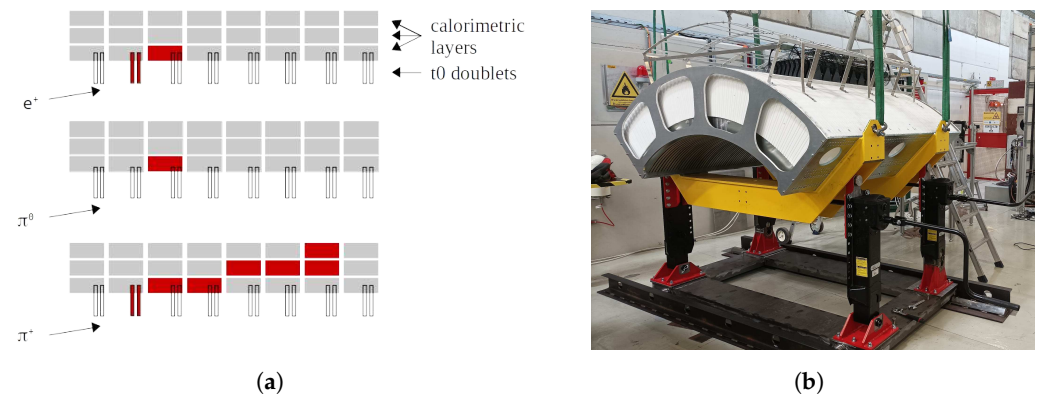 calorimetric
layers
t0 doublets
e⁺
π⁰
π⁺
(a)
(b)